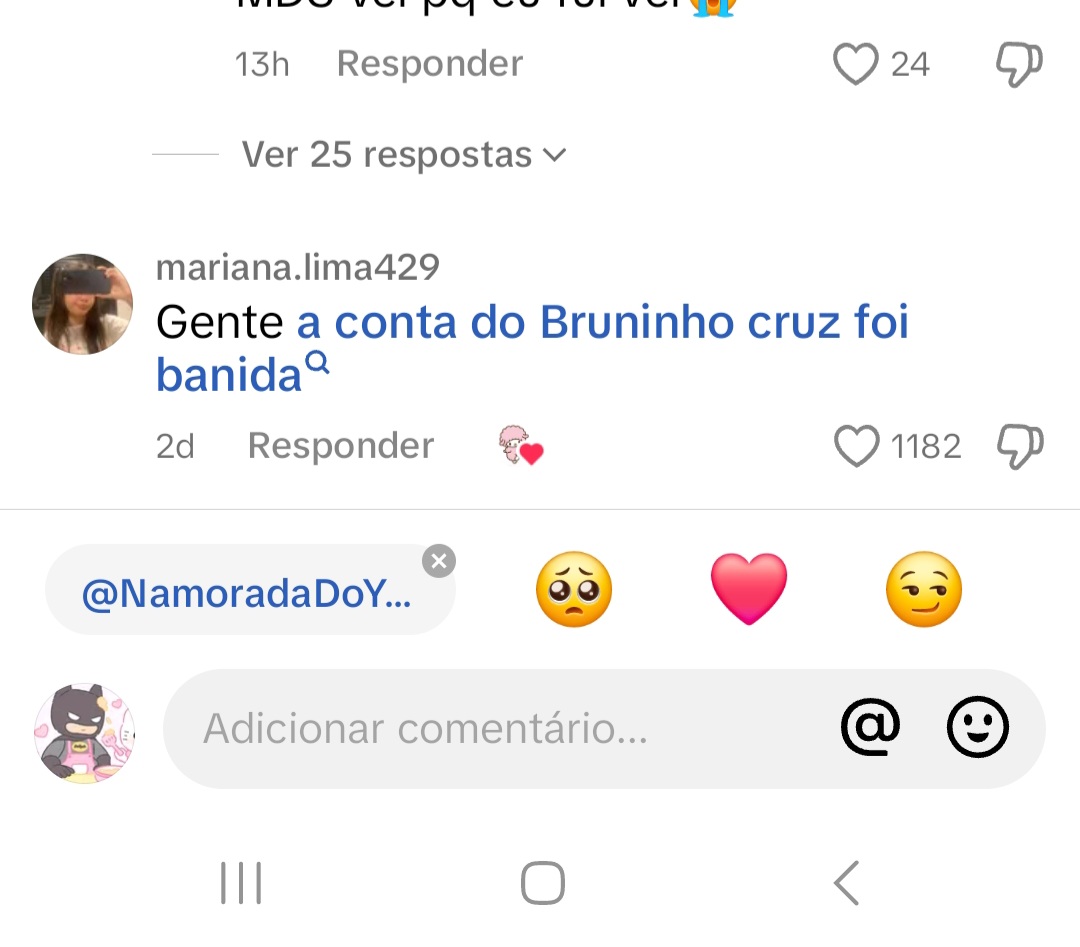 13h Responder 24
Ver 25 respostas
mariana.lima429
Gente a conta do Bruninho cruz foi
banida
2d Responder 1182
@NamoradaDoY...
Adicionar comentário...